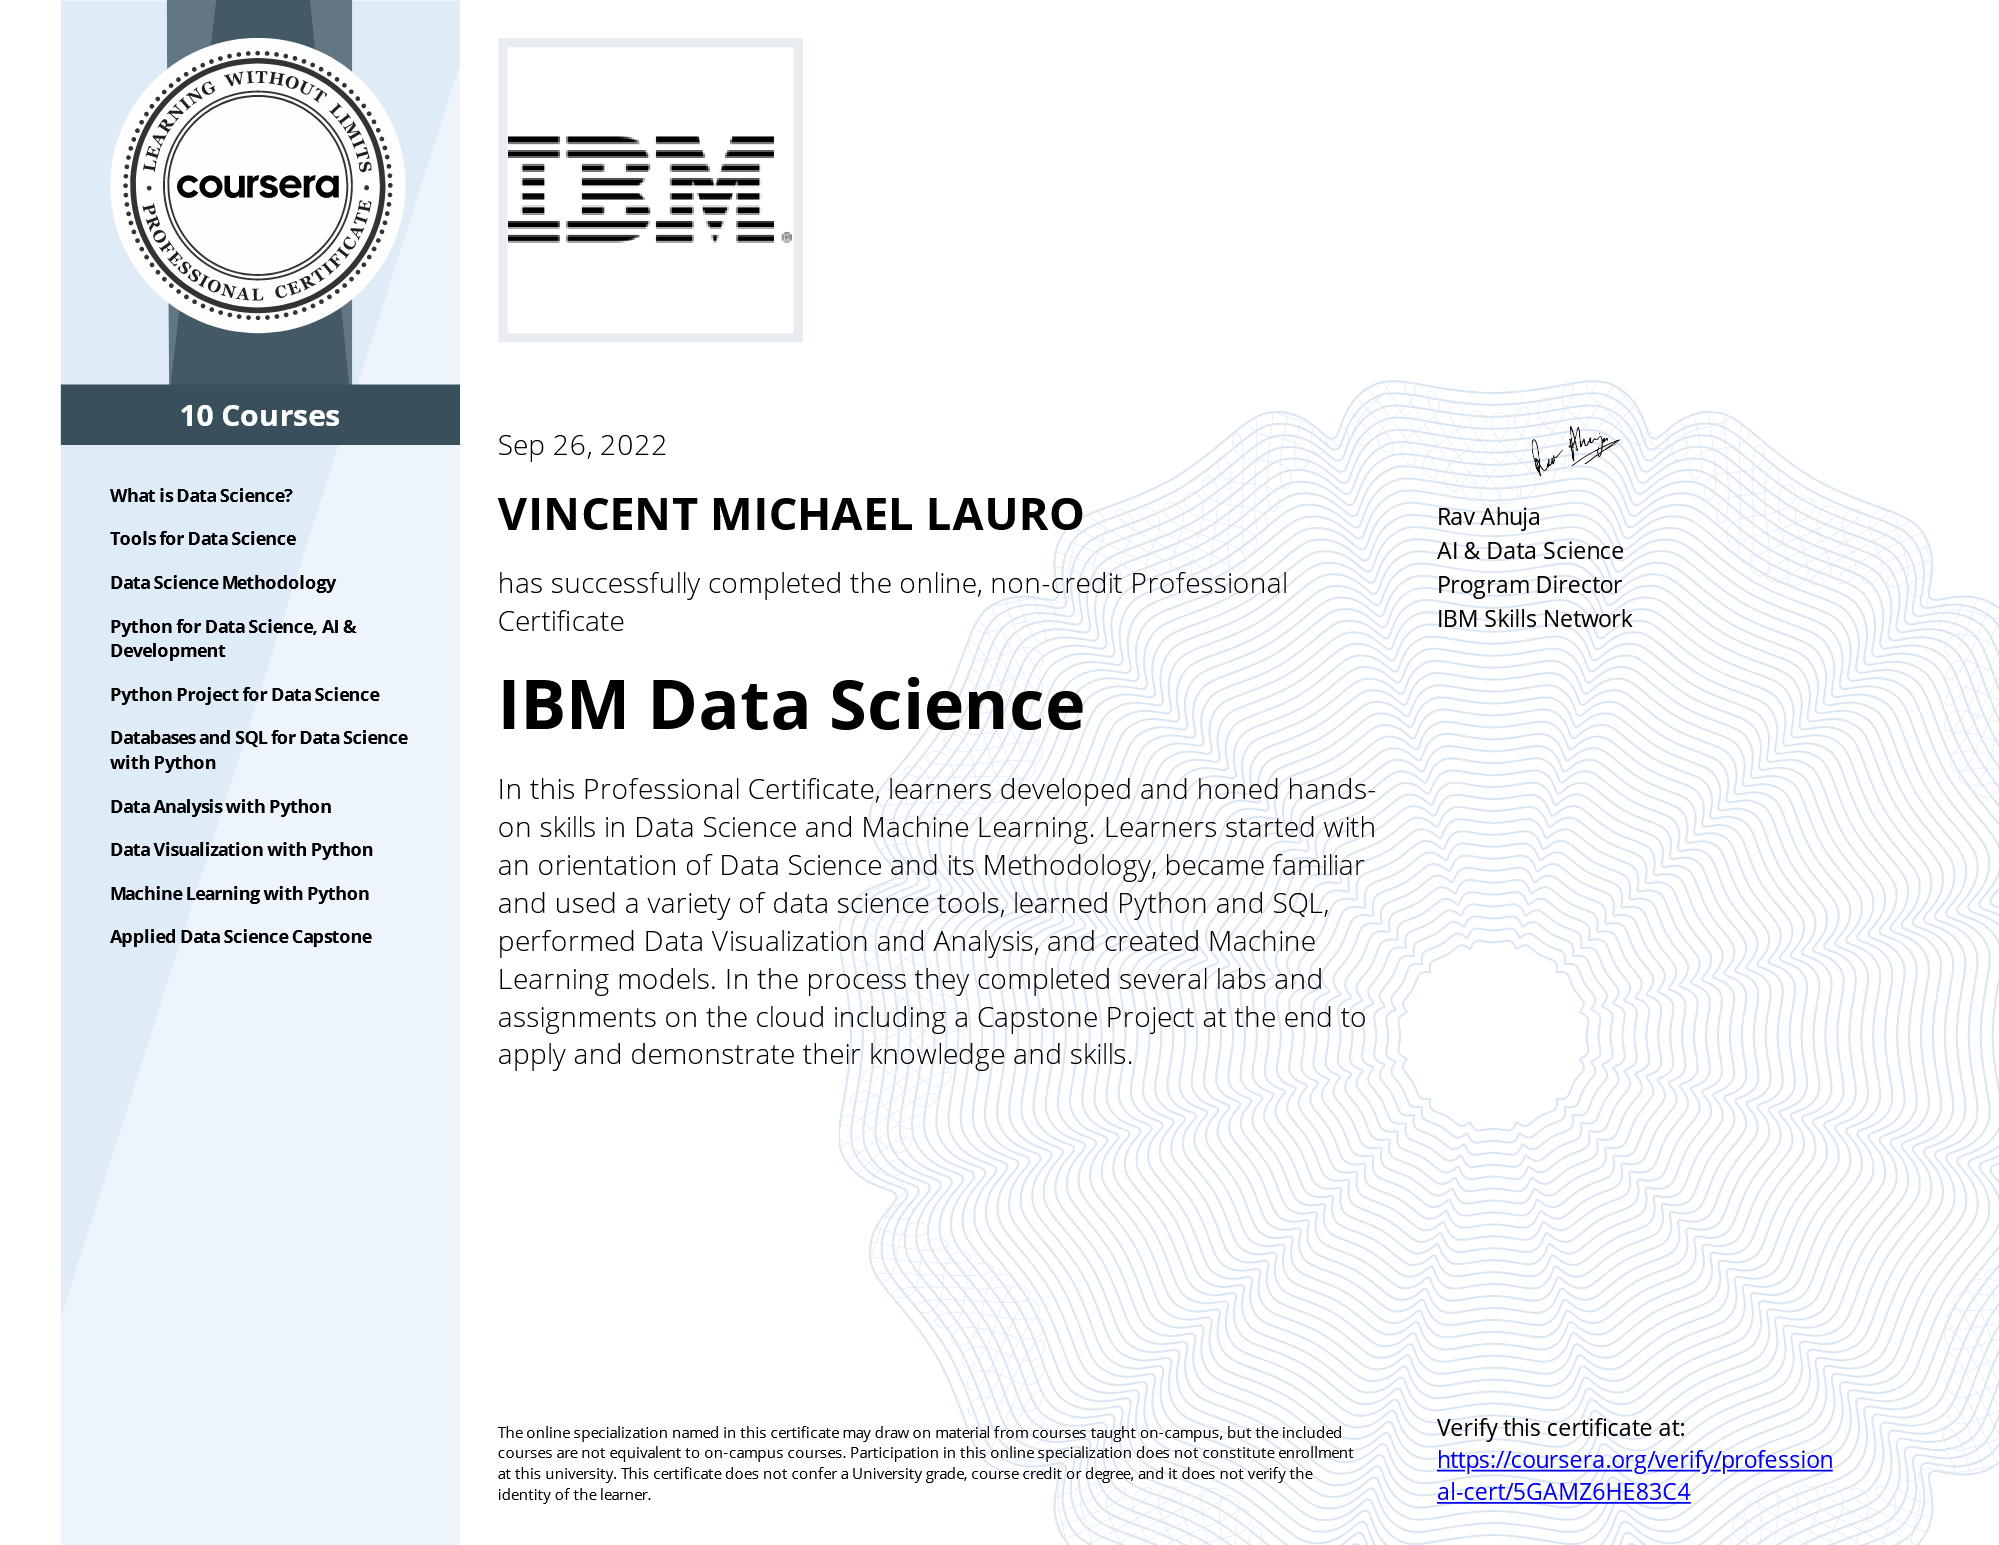 LEARNING WITHOUT LIMITS
coursera
PROFESSIONAL CERTIFICATE
10 Courses
What is Data Science?
Tools for Data Science
Data Science Methodology
Python for Data Science, AI &
Development
Python Project for Data Science
Databases and SQL for Data Science
with Python
Data Analysis with Python
Data Visualization with Python
Machine Learning with Python
Applied Data Science Capstone
IBM®
Sep 26, 2022
VINCENT MICHAEL LAURO
has successfully completed the online, non-credit Professional
Certificate
IBM Data Science
In this Professional Certificate, learners developed and honed hands-
on skills in Data Science and Machine Learning. Learners started with
an orientation of Data Science and its Methodology, became familiar
and used a variety of data science tools, learned Python and SQL,
performed Data Visualization and Analysis, and created Machine
Learning models. In the process they completed several labs and
assignments on the cloud including a Capstone Project at the end to
apply and demonstrate their knowledge and skills.
Rav Ahuja
Rav Ahuja
AI & Data Science
Program Director
IBM Skills Network
The online specialization named in this certificate may draw on material from courses taught on-campus, but the included
courses are not equivalent to on-campus courses. Participation in this online specialization does not constitute enrollment
at this university. This certificate does not confer a University grade, course credit or degree, and it does not verify the
identity of the learner.
Verify this certificate at:
https://coursera.org/verify/profession
al-cert/5GAMZ6HE83C4